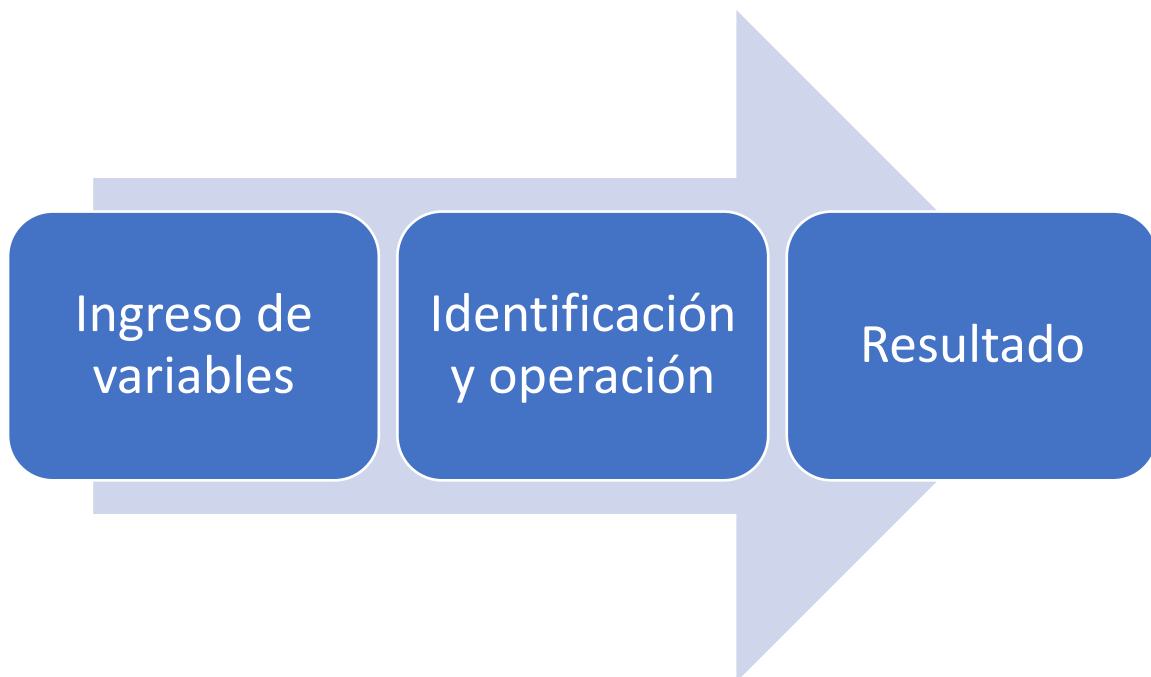 Ingreso de
variables
Identificación
y operación
Resultado